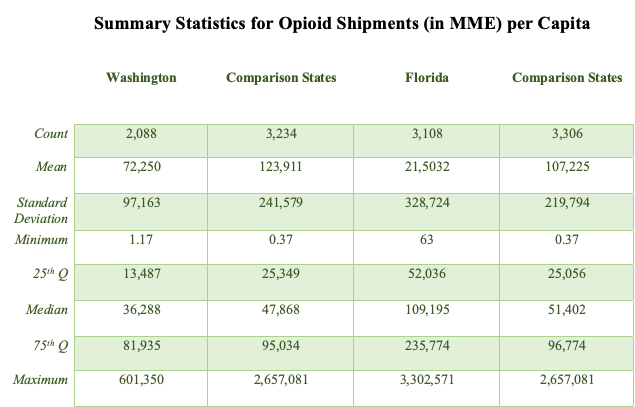 Summary Statistics for Opioid Shipments (in MME) per Capita
Washington Comparison States Florida Comparison States
Count 2,088 3,234 3,108 3,306
Mean 72,250 123,911 21,5032 107,225
Standard Deviation 97,163 241,579 328,724 219,794
Minimum 1.17 0.37 63 0.37
25th Q 13,487 25,349 52,036 25,056
Median 36,288 47,868 109,195 51,402
75th Q 81,935 95,034 235,774 96,774
Maximum 601,350 2,657,081 3,302,571 2,657,081